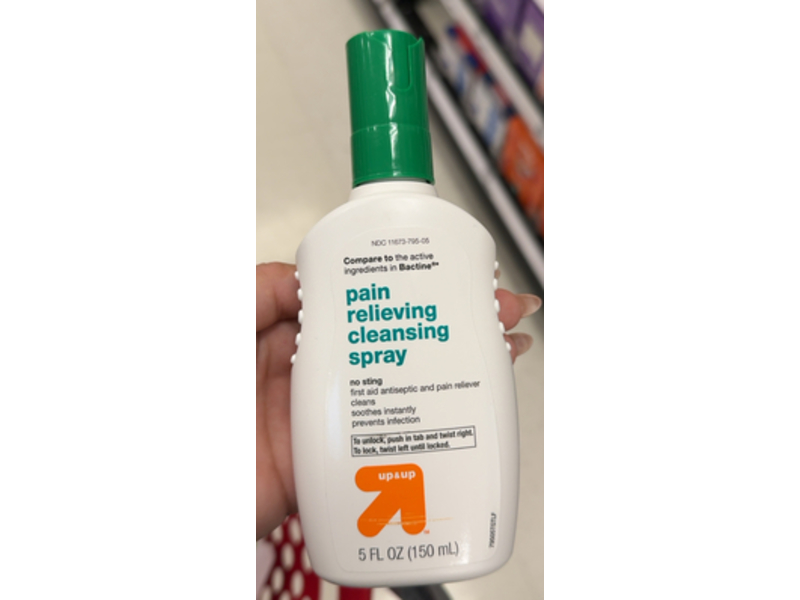 NDC 11673-795-05
Compare to the active
ingredients in Bactine®*
pain
relieving
cleansing
spray
no sting
first aid antiseptic and pain reliever
cleans
soothes instantly
prevents infection
To unlock, push in tab and twist right.
To lock, twist left until locked.
up&up
5 FL OZ (150 mL)